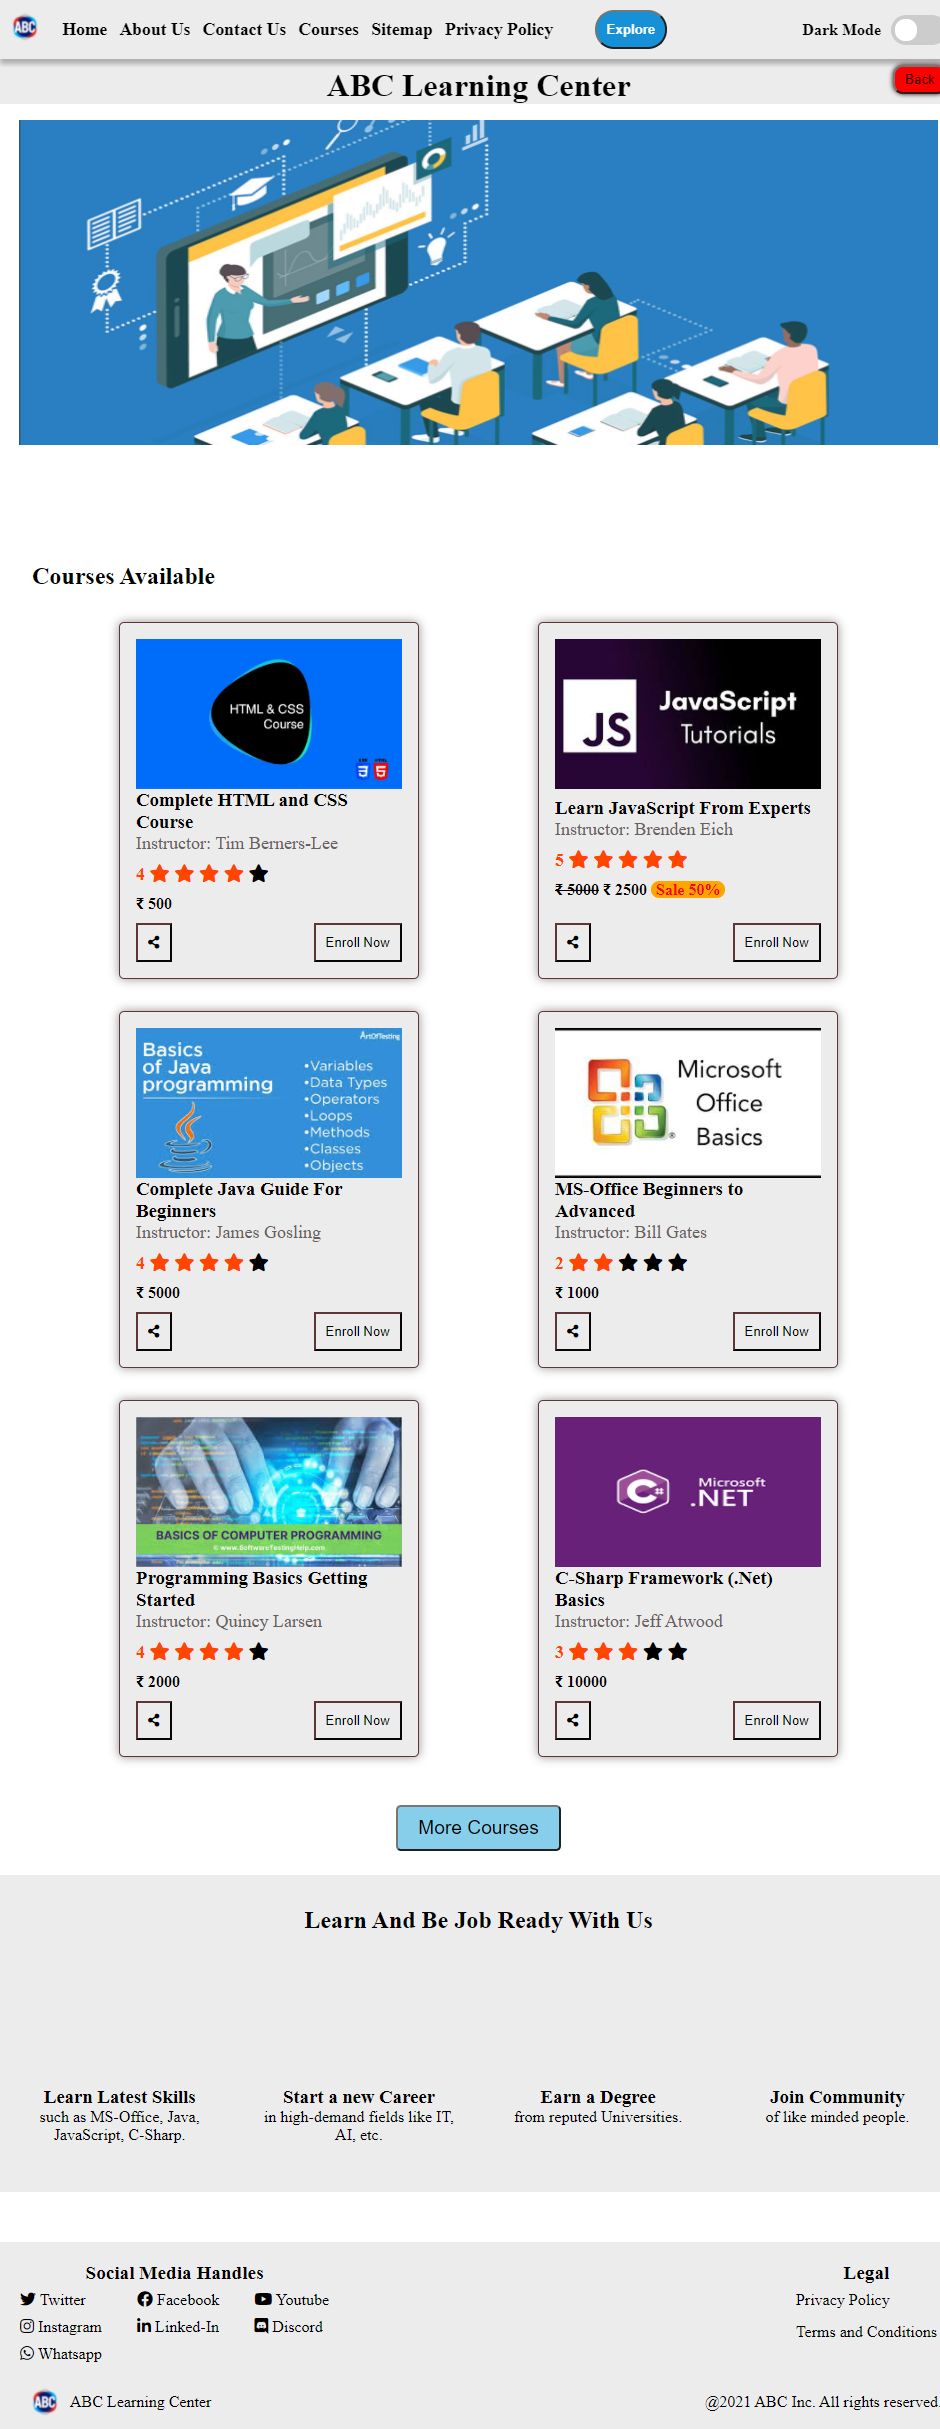 ABC Home About Us Contact Us Courses Sitemap Privacy Policy Explore Dark Mode
ABC Learning Center
Back
Courses Available
HTML & CSS
Course
JS JavaScript
Tutorials
Complete HTML and CSS
Course
Instructor: Tim Berners-Lee
4
₹ 500
Enroll Now
Learn JavaScript From Experts
Instructor: Brenden Eich
5
₹ 5000 ₹ 2500 Sale 50%
Enroll Now
ArtOfTesting
Basics
of Java
programming
•Variables
•Data Types
•Operators
•Loops
•Methods
•Classes
•Objects
Complete Java Guide For
Beginners
Instructor: James Gosling
4
₹ 5000
Enroll Now
Microsoft
Office
Basics
MS-Office Beginners to
Advanced
Instructor: Bill Gates
2
₹ 1000
Enroll Now
BASICS OF COMPUTER PROGRAMMING
© www.SoftwareTestingHelp.com
Programming Basics Getting
Started
Instructor: Quincy Larsen
4
₹ 2000
Enroll Now
C#
Microsoft
.NET
C-Sharp Framework (.Net)
Basics
Instructor: Jeff Atwood
3
₹ 10000
Enroll Now
More Courses
Learn And Be Job Ready With Us
Learn Latest Skills
such as MS-Office, Java,
JavaScript, C-Sharp.
Start a new Career
in high-demand fields like IT,
AI, etc.
Earn a Degree
from reputed Universities.
Join Community
of like minded people.
Social Media Handles
Twitter Facebook Youtube
Instagram Linked-In Discord
Whatsapp
Legal
Privacy Policy
Terms and Conditions
ABC ABC Learning Center
@2021 ABC Inc. All rights reserved.